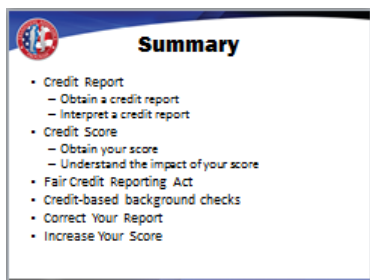 Summary
• Credit Report
– Obtain a credit report
– Interpret a credit report
• Credit Score
– Obtain your score
– Understand the impact of your score
• Fair Credit Reporting Act
• Credit-based background checks
• Correct Your Report
• Increase Your Score